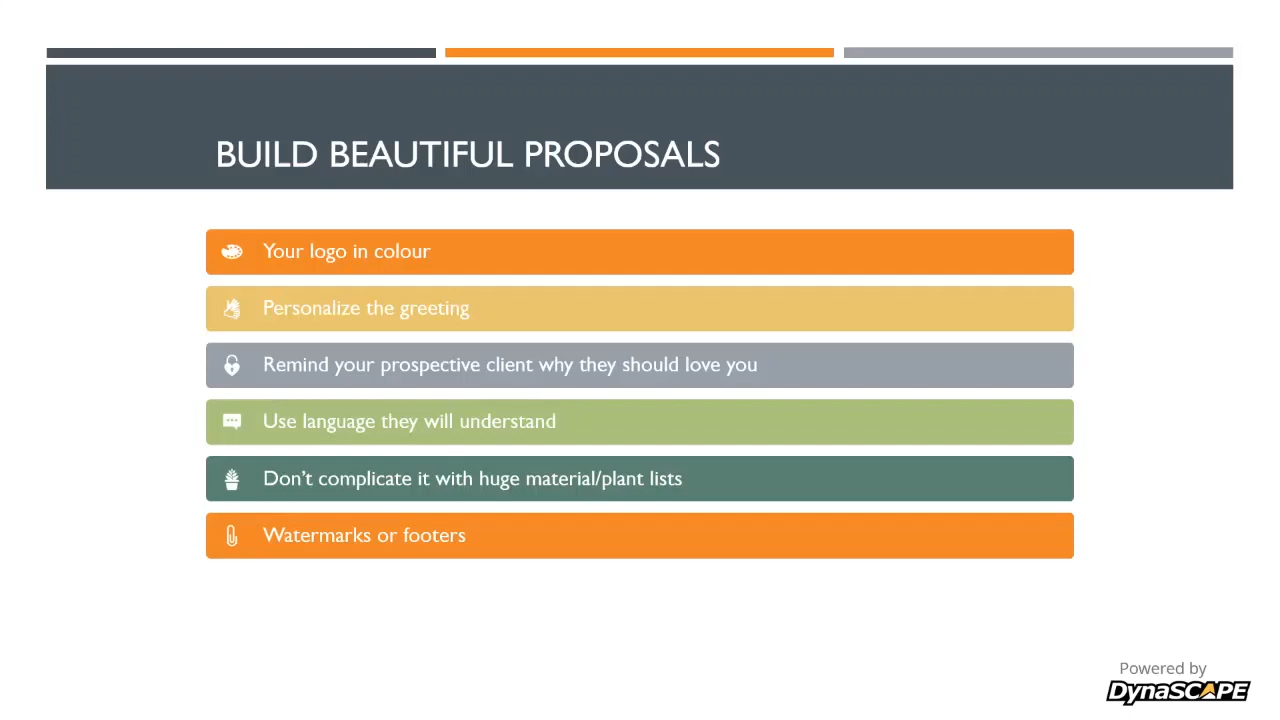 BUILD BEAUTIFUL PROPOSALS
Your logo in colour
Personalize the greeting
Remind your prospective client why they should love you
Use language they will understand
Don’t complicate it with huge material/plant lists
Watermarks or footers
Powered by
DynaSCAPE